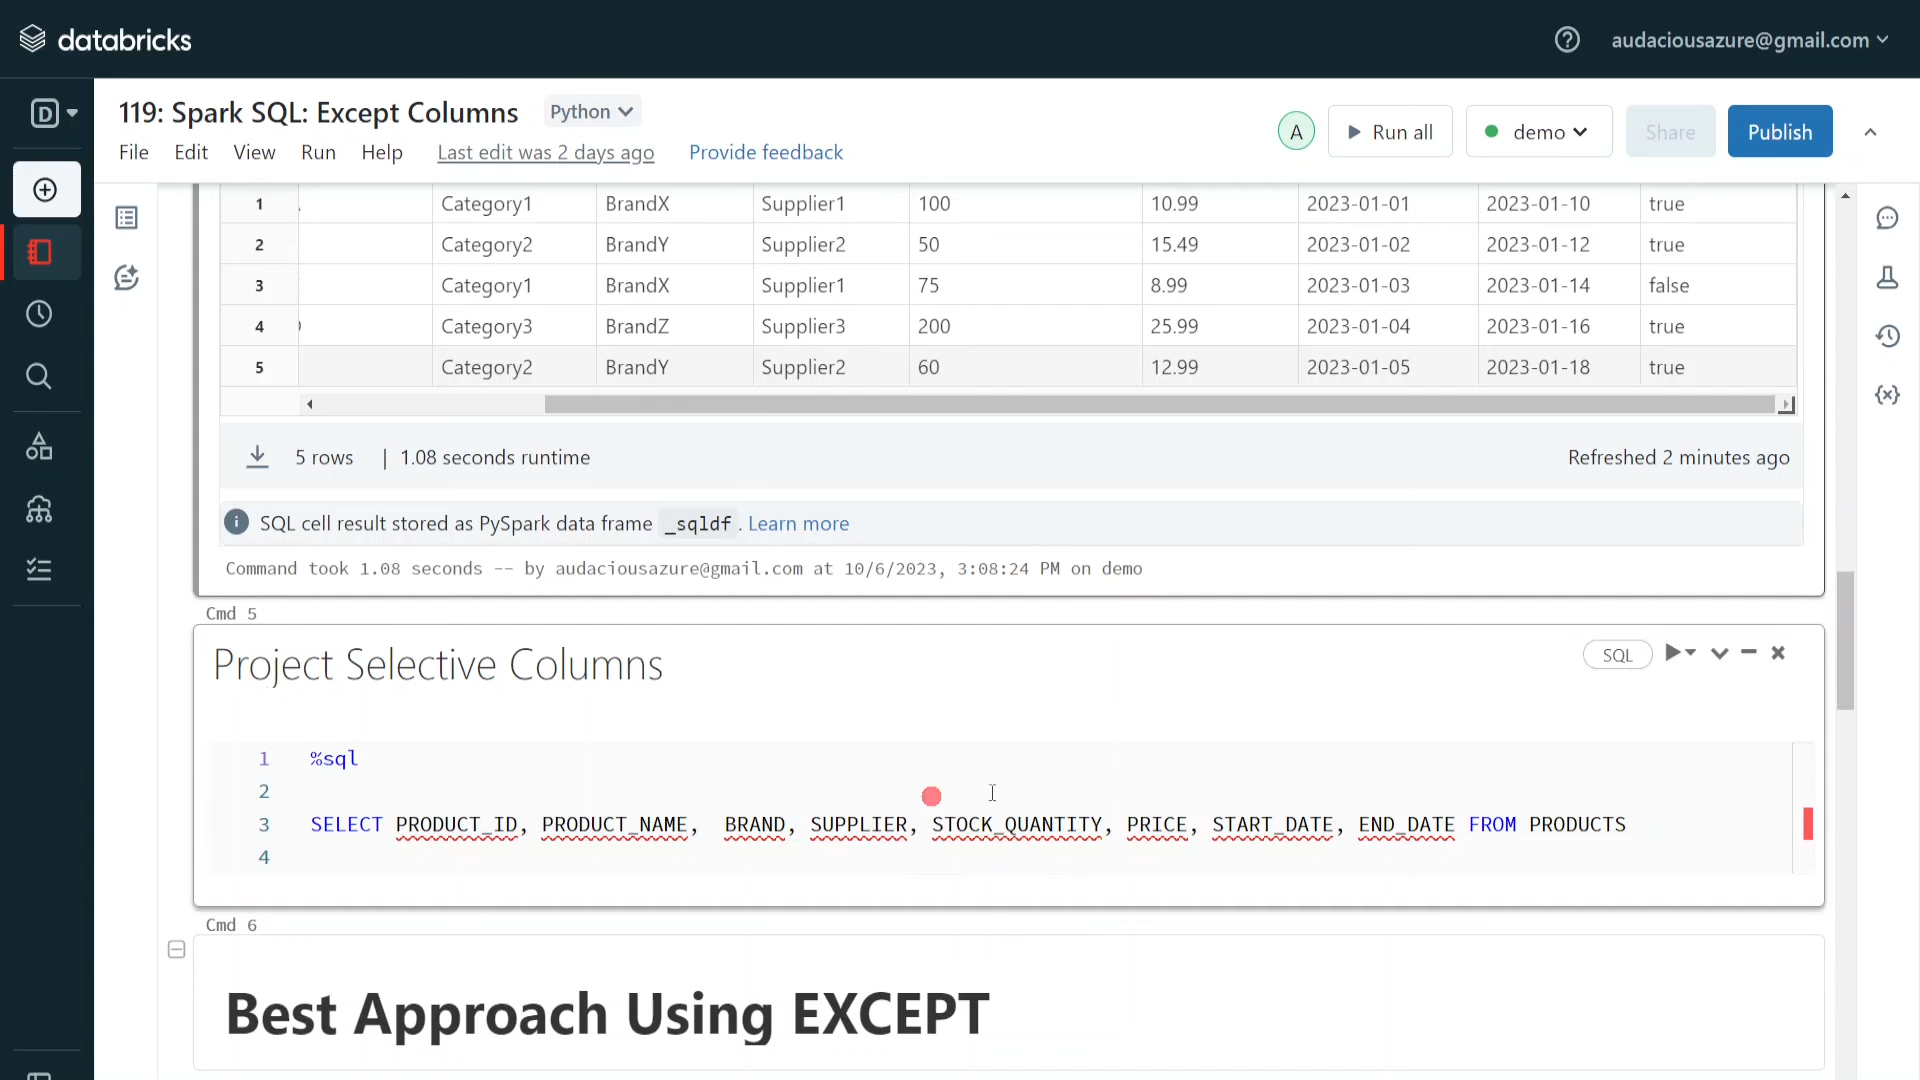 databricks
audaciousazure@gmail.com
D
119: Spark SQL: Except Columns Python
File Edit View Run Help Last edit was 2 days ago Provide feedback
A Run all demo Share Publish
1 Category1 BrandX Supplier1 100 10.99 2023-01-01 2023-01-10 true
2 Category2 BrandY Supplier2 50 15.49 2023-01-02 2023-01-12 true
3 Category1 BrandX Supplier1 75 8.99 2023-01-03 2023-01-14 false
4 Category3 BrandZ Supplier3 200 25.99 2023-01-04 2023-01-16 true
5 Category2 BrandY Supplier2 60 12.99 2023-01-05 2023-01-18 true
5 rows | 1.08 seconds runtime Refreshed 2 minutes ago
SQL cell result stored as PySpark data frame _sqldf . Learn more
Command took 1.08 seconds -- by audaciousazure@gmail.com at 10/6/2023, 3:08:24 PM on demo
Cmd 5
Project Selective Columns SQL
1 %sql
2
3 SELECT PRODUCT_ID, PRODUCT_NAME, BRAND, SUPPLIER, STOCK_QUANTITY, PRICE, START_DATE, END_DATE FROM PRODUCTS
4
Cmd 6
Best Approach Using EXCEPT